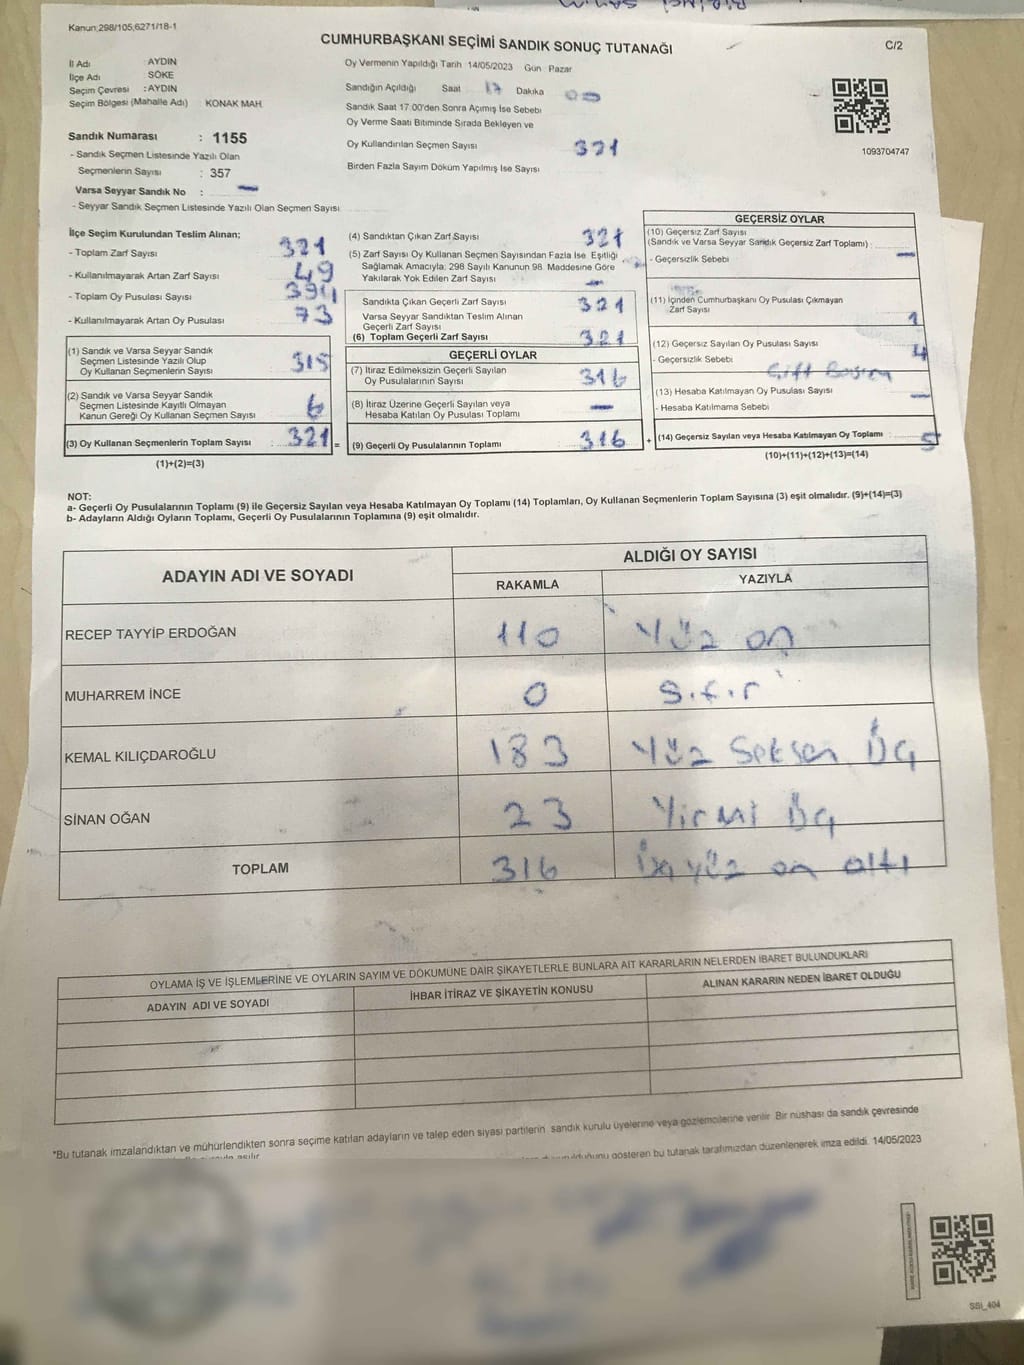 Kanun;298/105,6271/18-1
CUMHURBAŞKANI SEÇİMİ SANDIK SONUÇ TUTANAĞI
C/2
İl Adı : AYDIN
İlçe Adı : SÖKE
Seçim Çevresi : AYDIN
Seçim Bölgesi (Mahalle Adı) KONAK MAH.
Sandık Numarası : 1155
- Sandık Seçmen Listesinde Yazılı Olan
Seçmenlerin Sayısı : 357
Varsa Seyyar Sandık No : —
- Seyyar Sandık Seçmen Listesinde Yazılı Olan Seçmen Sayısı
Oy Vermenin Yapıldığı Tarih 14/05/2023 Gün Pazar
Sandığın Açıldığı Saat 17 Dakika 00
Sandık Saat 17:00'den Sonra Açımış İse Sebebi
Oy Verme Saati Bitiminde Sırada Bekleyen ve
Oy Kullandırılan Seçmen Sayısı 321
Birden Fazla Sayım Döküm Yapılmış İse Sayısı
1093704747
İlçe Seçim Kurulundan Teslim Alınan;
- Toplam Zarf Sayısı 321
- Kullanılmayarak Artan Zarf Sayısı 49
- Toplam Oy Pusulası Sayısı 394
- Kullanılmayarak Artan Oy Pusulası 73
(1) Sandık ve Varsa Seyyar Sandık
Seçmen Listesinde Yazılı Olup
Oy Kullanan Seçmenlerin Sayısı 315
(2) Sandık ve Varsa Seyyar Sandık
Seçmen Listesinde Kayıtlı Olmayan
Kanun Gereği Oy Kullanan Seçmen Sayısı 6
(3) Oy Kullanan Seçmenlerin Toplam Sayısı : 321 =
(1)+(2)=(3)
(4) Sandıktan Çıkan Zarf Sayısı 321
(5) Zarf Sayısı Oy Kullanan Seçmen Sayısından Fazla İse, Eşitliği
Sağlamak Amacıyla; 298 Sayılı Kanunun 98. Maddesine Göre
Yakılarak Yok Edilen Zarf Sayısı —
Sandıkta Çıkan Geçerli Zarf Sayısı 321
Varsa Seyyar Sandıktan Teslim Alınan
Geçerli Zarf Sayısı
(6) Toplam Geçerli Zarf Sayısı 321
GEÇERLİ OYLAR
(7) İtiraz Edilmeksizin Geçerli Sayılan
Oy Pusulalarının Sayısı 316
(8) İtiraz Üzerine Geçerli Sayılan veya
Hesaba Katılan Oy Pusulası Toplamı —
(9) Geçerli Oy Pusulalarının Toplamı : 316 +
GEÇERSİZ OYLAR
(10) Geçersiz Zarf Sayısı
(Sandık ve Varsa Seyyar Sandık Geçersiz Zarf Toplamı) :
- Geçersizlik Sebebi —
(11) İçinden Cumhurbaşkanı Oy Pusulası Çıkmayan
Zarf Sayısı 1
(12) Geçersiz Sayılan Oy Pusulası Sayısı 4
- Geçersizlik Sebebi Çift Basım
(13) Hesaba Katılmayan Oy Pusulası Sayısı —
- Hesaba Katılmama Sebebi
(14) Geçersiz Sayılan veya Hesaba Katılmayan Oy Toplamı : 5
(10)+(11)+(12)+(13)=(14)
NOT:
a- Geçerli Oy Pusulalarının Toplamı (9) ile Geçersiz Sayılan veya Hesaba Katılmayan Oy Toplamı (14) Toplamları, Oy Kullanan Seçmenlerin Toplam Sayısına (3) eşit olmalıdır. (9)+(14)=(3)
b- Adayların Aldığı Oyların Toplamı, Geçerli Oy Pusulalarının Toplamına (9) eşit olmalıdır.
ADAYIN ADI VE SOYADI
ALDIĞI OY SAYISI
RAKAMLA YAZIYLA
RECEP TAYYİP ERDOĞAN 110 Yüz on
MUHARREM İNCE 0 Sıfır
KEMAL KILIÇDAROĞLU 183 Yüz Seksen Üç
SİNAN OĞAN 23 Yirmi Üç
TOPLAM 316 yüz on altı
OYLAMA İŞ VE İŞLEMLERİNE VE OYLARIN SAYIM VE DÖKÜMÜNE DAİR ŞİKAYETLERLE BUNLARA AİT KARARLARIN NELERDEN İBARET BULUNDUKLARI
ADAYIN ADI VE SOYADI İHBAR İTİRAZ VE ŞİKAYETİN KONUSU ALINAN KARARIN NEDEN İBARET OLDUĞU
*Bu tutanak imzalandıktan ve mühürlendikten sonra seçime katılan adayların ve talep eden siyasi partilerin sandık kurulu üyelerine veya gözlemcilerine verilir. Bir nüshası da sandık çevresinde
gösteren bu tutanak tarafımızdan düzenlenerek imza edildi. 14/05/2023
SSİ_404